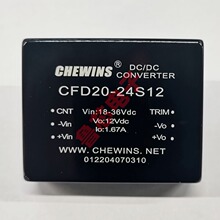 CHEWINS DC/DC
CONVERTER
CFD20-24S12
CNT Vin:18-36Vdc TRIM
-Vin Vo:12Vdc -Vo
+Vin Io:1.67A +Vo
WWW.CHEWINS.NET
012204070310